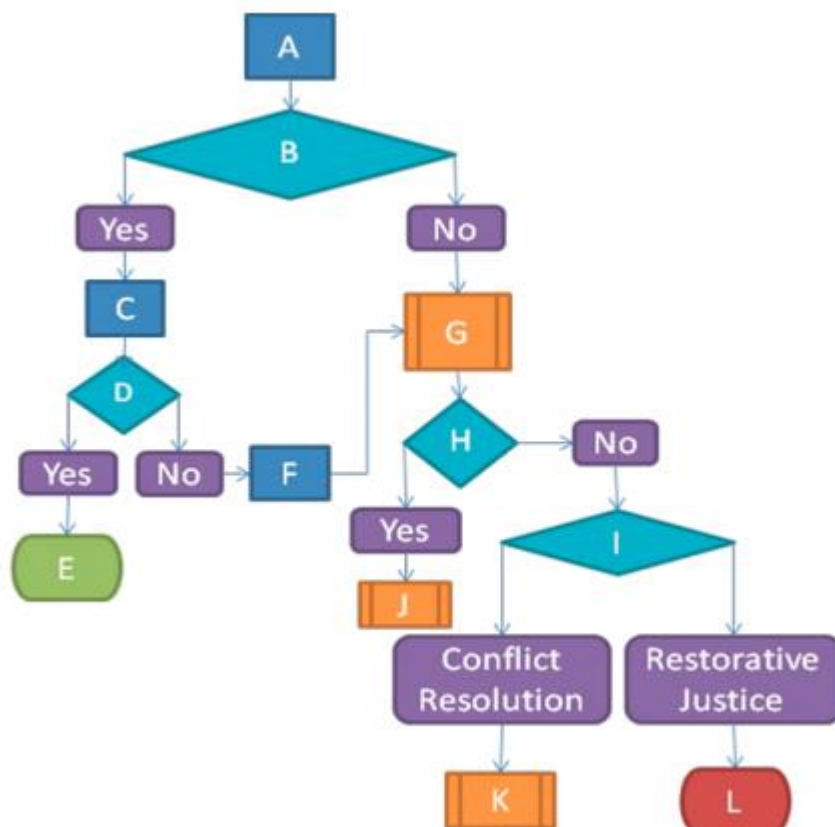 A
B
Yes
No
C
G
D
H
No
Yes
No
F
Yes
I
E
J
Conflict
Resolution
Restorative
Justice
K
L